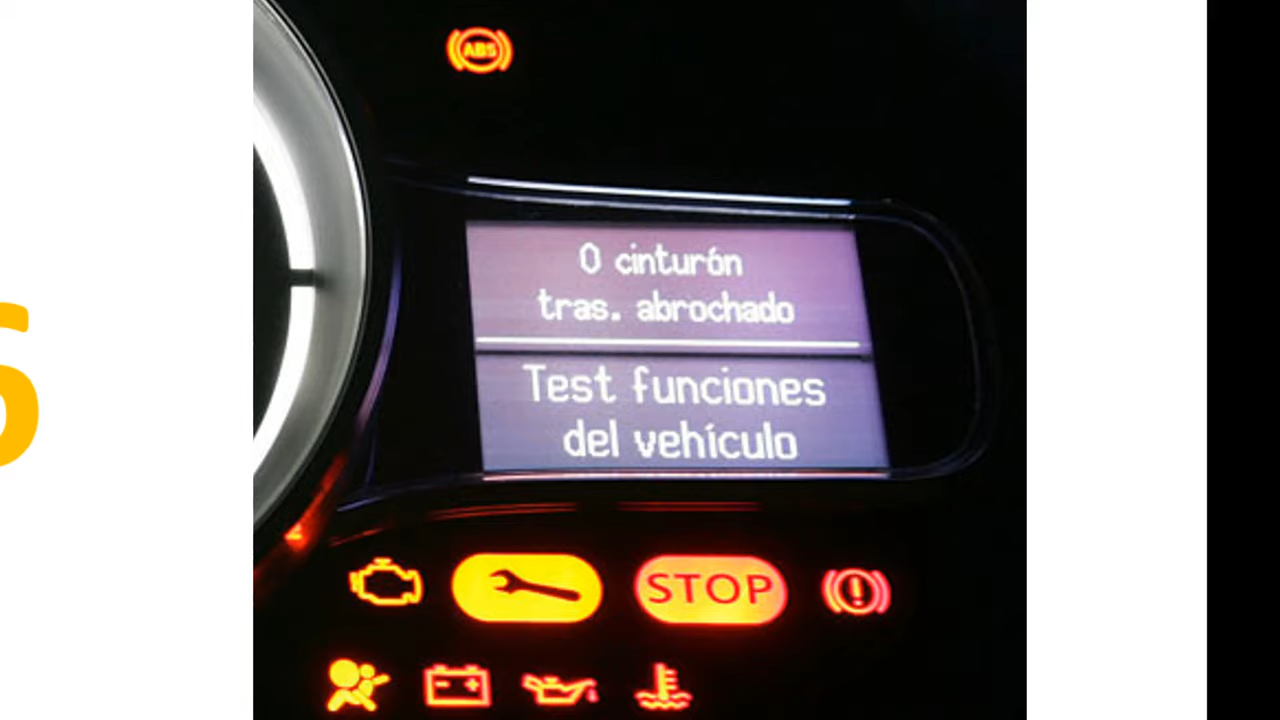 ABS
0 cinturón
tras. abrochado
Test funciones
del vehículo
STOP